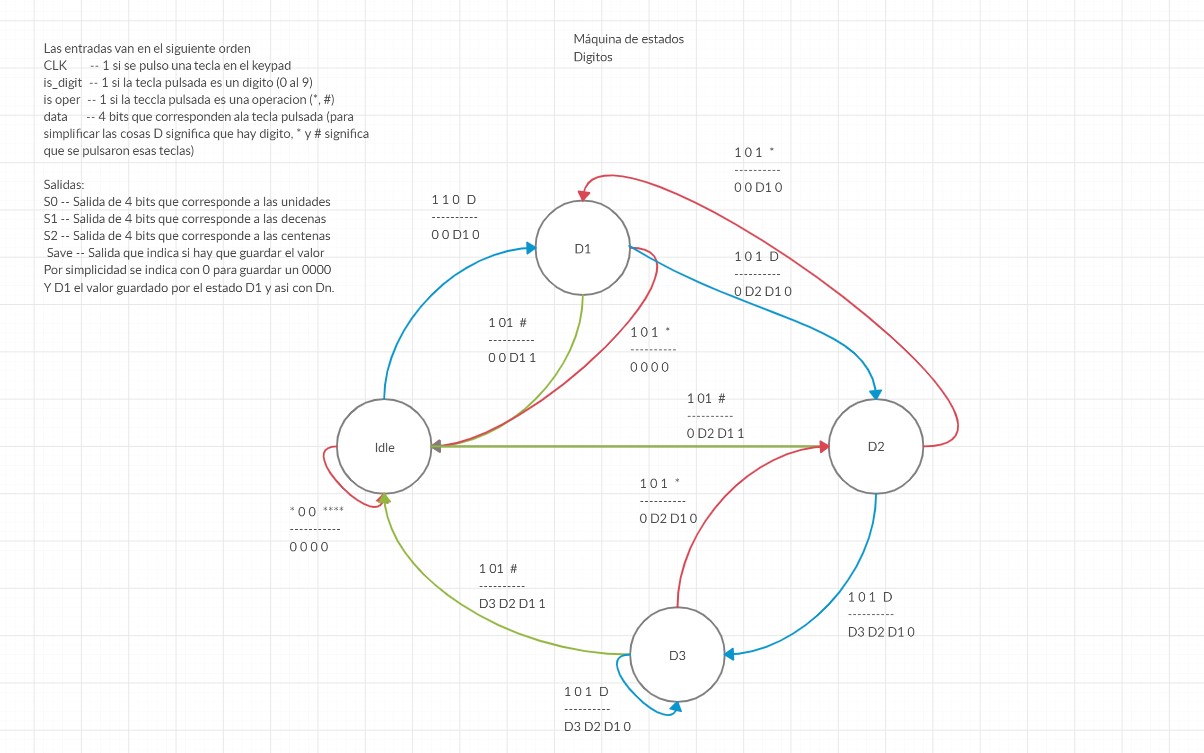 Las entradas van en el siguiente orden
CLK -- 1 si se pulso una tecla en el keypad
is_digit -- 1 si la tecla pulsada es un digito (0 al 9)
is oper -- 1 si la teccla pulsada es una operacion (*, #)
data -- 4 bits que corresponden ala tecla pulsada (para
simplificar las cosas D significa que hay digito, * y # significa
que se pulsaron esas teclas)
Salidas:
S0 -- Salida de 4 bits que corresponde a las unidades
S1 -- Salida de 4 bits que corresponde a las decenas
S2 -- Salida de 4 bits que corresponde a las centenas
Save -- Salida que indica si hay que guardar el valor
Por simplicidad se indica con 0 para guardar un 0000
Y D1 el valor guardado por el estado D1 y asi con Dn.
Máquina de estados
Digitos
1 0 1 *
----------
0 0 D1 0
1 1 0 D
----------
0 0 D1 0
D1
1 0 1 D
----------
0 D2 D1 0
1 01 #
----------
0 0 D1 1
1 0 1 *
----------
0 0 0 0
1 01 #
----------
0 D2 D1 1
Idle
D2
1 0 1 *
----------
0 D2 D1 0
* 0 0 ****
-----------
0 0 0 0
1 01 #
----------
D3 D2 D1 1
1 0 1 D
----------
D3 D2 D1 0
D3
1 0 1 D
----------
D3 D2 D1 0